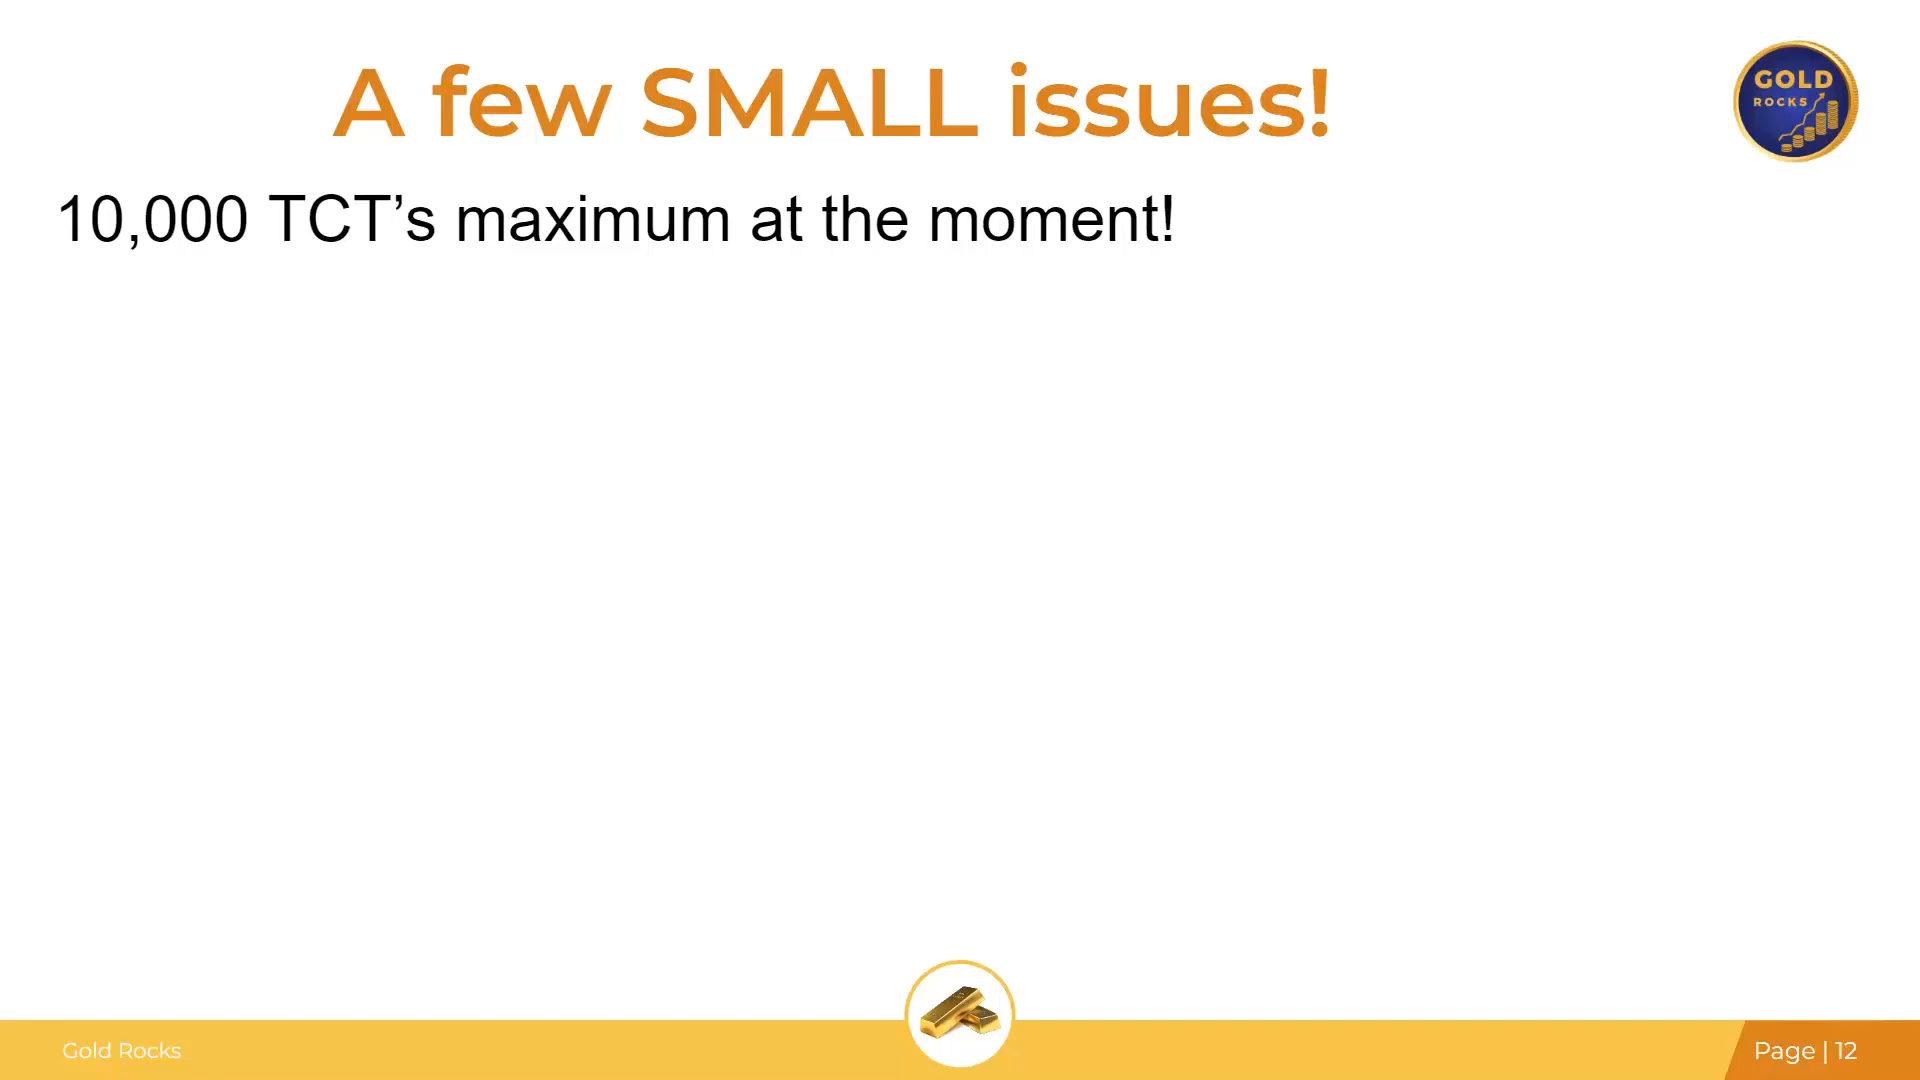 A few SMALL issues!
GOLD
ROCKS
10,000 TCT’s maximum at the moment!
Gold Rocks
Page | 12